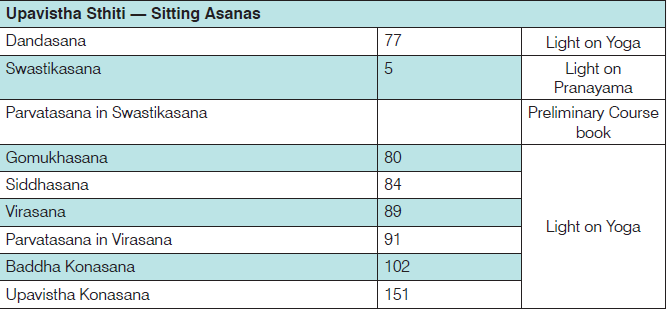 Upavistha Sthiti — Sitting Asanas
Dandasana 77 Light on Yoga
Swastikasana 5 Light on
Pranayama
Parvatasana in Swastikasana Preliminary Course
book
Gomukhasana 80
Siddhasana 84
Virasana 89
Light on Yoga
Parvatasana in Virasana 91
Baddha Konasana 102
Upavistha Konasana 151